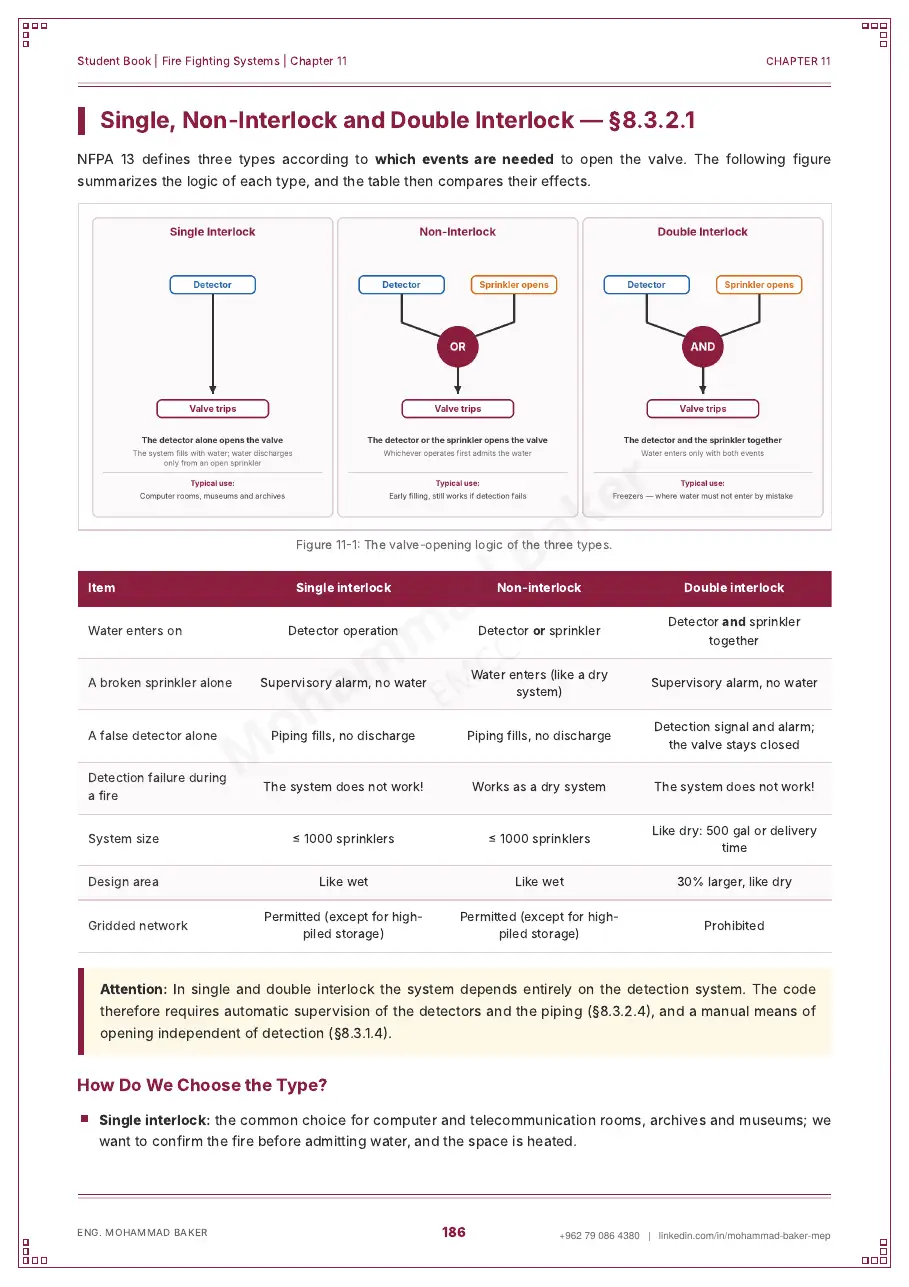 Student Book | Fire Fighting Systems | Chapter 11
CHAPTER 11
Single, Non-Interlock and Double Interlock — §8.3.2.1
NFPA 13 defines three types according to which events are needed to open the valve. The following figure
summarizes the logic of each type, and the table then compares their effects.
Single Interlock
Detector
Valve trips
The detector alone opens the valve
The system fills with water; water discharges
only from an open sprinkler
Typical use:
Computer rooms, museums and archives
Non-Interlock
Detector
Sprinkler opens
OR
Valve trips
The detector or the sprinkler opens the valve
Whichever operates first admits the water
Typical use:
Early filling, still works if detection fails
Double Interlock
Detector
Sprinkler opens
AND
Valve trips
The detector and the sprinkler together
Water enters only with both events
Typical use:
Freezers — where water must not enter by mistake
Figure 11-1: The valve-opening logic of the three types.
Item Single interlock Non-interlock Double interlock
Water enters on Detector operation Detector or sprinkler Detector and sprinkler
together
A broken sprinkler alone Supervisory alarm, no water Water enters (like a dry
system) Supervisory alarm, no water
A false detector alone Piping fills, no discharge Piping fills, no discharge Detection signal and alarm;
the valve stays closed
Detection failure during
a fire The system does not work! Works as a dry system The system does not work!
System size ≤ 1000 sprinklers ≤ 1000 sprinklers Like dry: 500 gal or delivery
time
Design area Like wet Like wet 30% larger, like dry
Gridded network Permitted (except for high-
piled storage) Permitted (except for high-
piled storage) Prohibited
Mohammad Baker
EMCC
Attention: In single and double interlock the system depends entirely on the detection system. The code
therefore requires automatic supervision of the detectors and the piping (§8.3.2.4), and a manual means of
opening independent of detection (§8.3.1.4).
How Do We Choose the Type?
Single interlock: the common choice for computer and telecommunication rooms, archives and museums; we
want to confirm the fire before admitting water, and the space is heated.
ENG. MOHAMMAD BAKER
186
+962 79 086 4380 | linkedin.com/in/mohammad-baker-mep